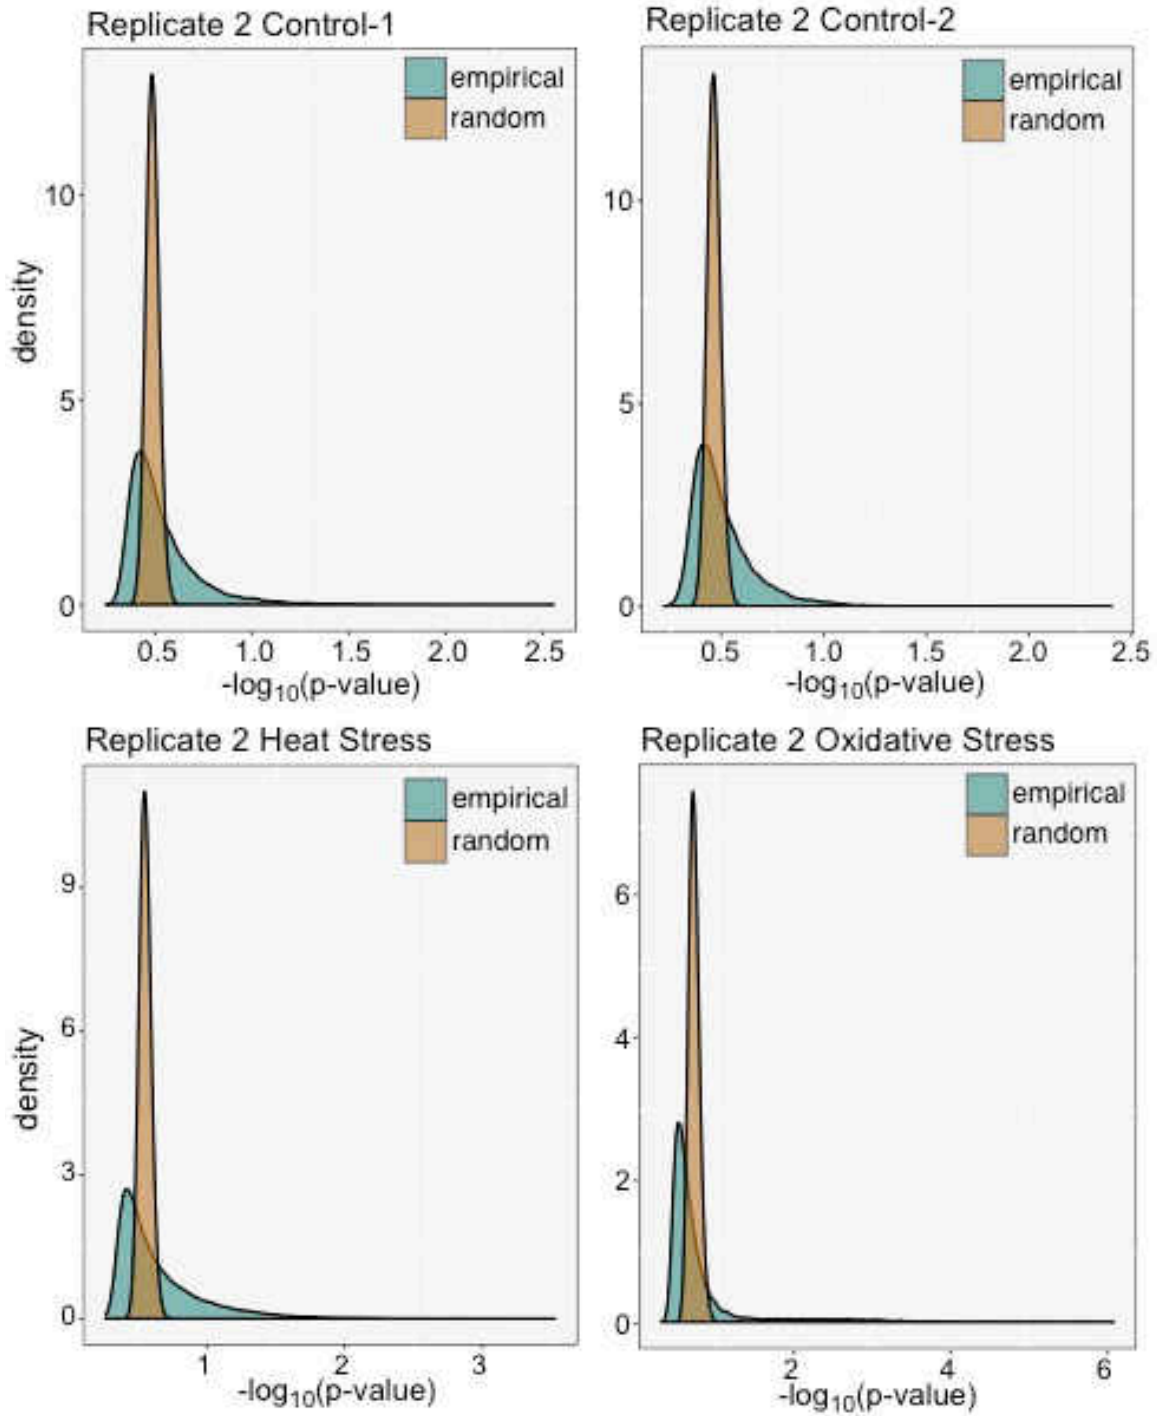 Replicate 2 Control-1
empirical
random
10
5
0
density
0.5 1.0 1.5 2.0 2.5
-log10(p-value)
Replicate 2 Control-2
empirical
random
10
5
0
0.5 1.0 1.5 2.0 2.5
-log10(p-value)
Replicate 2 Heat Stress
empirical
random
9
6
3
0
density
1 2 3
-log10(p-value)
Replicate 2 Oxidative Stress
empirical
random
6
4
2
0
2 4 6
-log10(p-value)